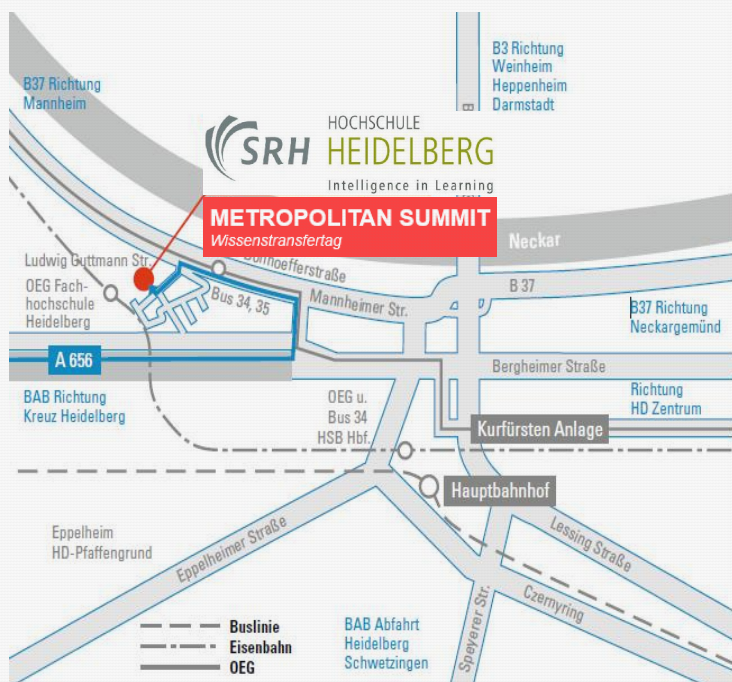 B37 Richtung
Mannheim
B3 Richtung
Weinheim
Heppenheim
Darmstadt
B
HOCHSCHULE
SRH HEIDELBERG
Intelligence in Learning
METROPOLITAN SUMMIT
Wissenstransfertag
Neckar
Ludwig Guttmann Str.
OEG Fach-
hochschule
Heidelberg
Bus 34, 35
Mannheimer Str.
B 37
B37 Richtung
Neckargemünd
A 656
Bergheimer Straße
BAB Richtung
Kreuz Heidelberg
OEG u.
Bus 34
HSB Hbf.
Richtung
HD Zentrum
Kurfürsten Anlage
Hauptbahnhof
Eppelheim
HD-Pfaffengrund
Eppelheimer Straße
Lessing Straße
Czernyring
Speyerer Str.
BAB Abfahrt
Heidelberg
Schwetzingen
Buslinie
Eisenbahn
OEG